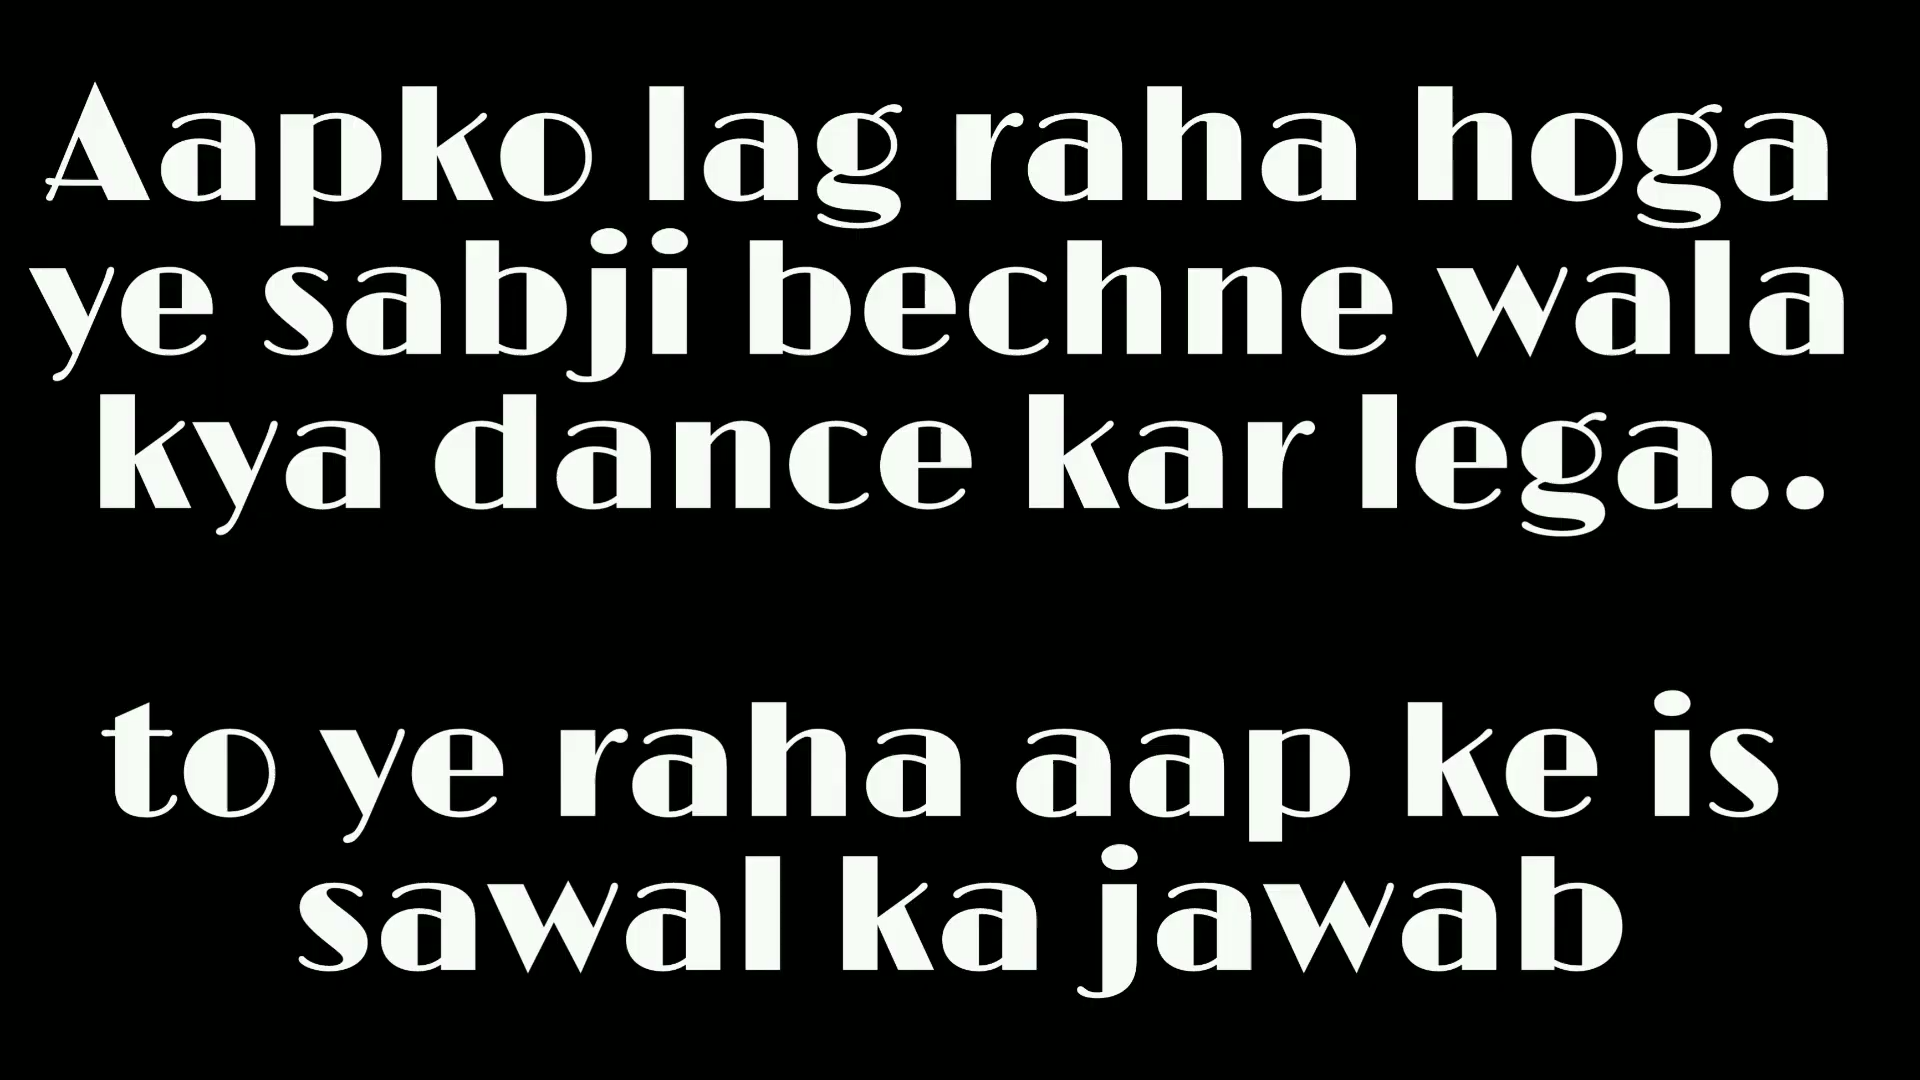 Aapko lag raha hoga
ye sabji bechne wala
kya dance kar lega..
to ye raha aap ke is
sawal ka jawab